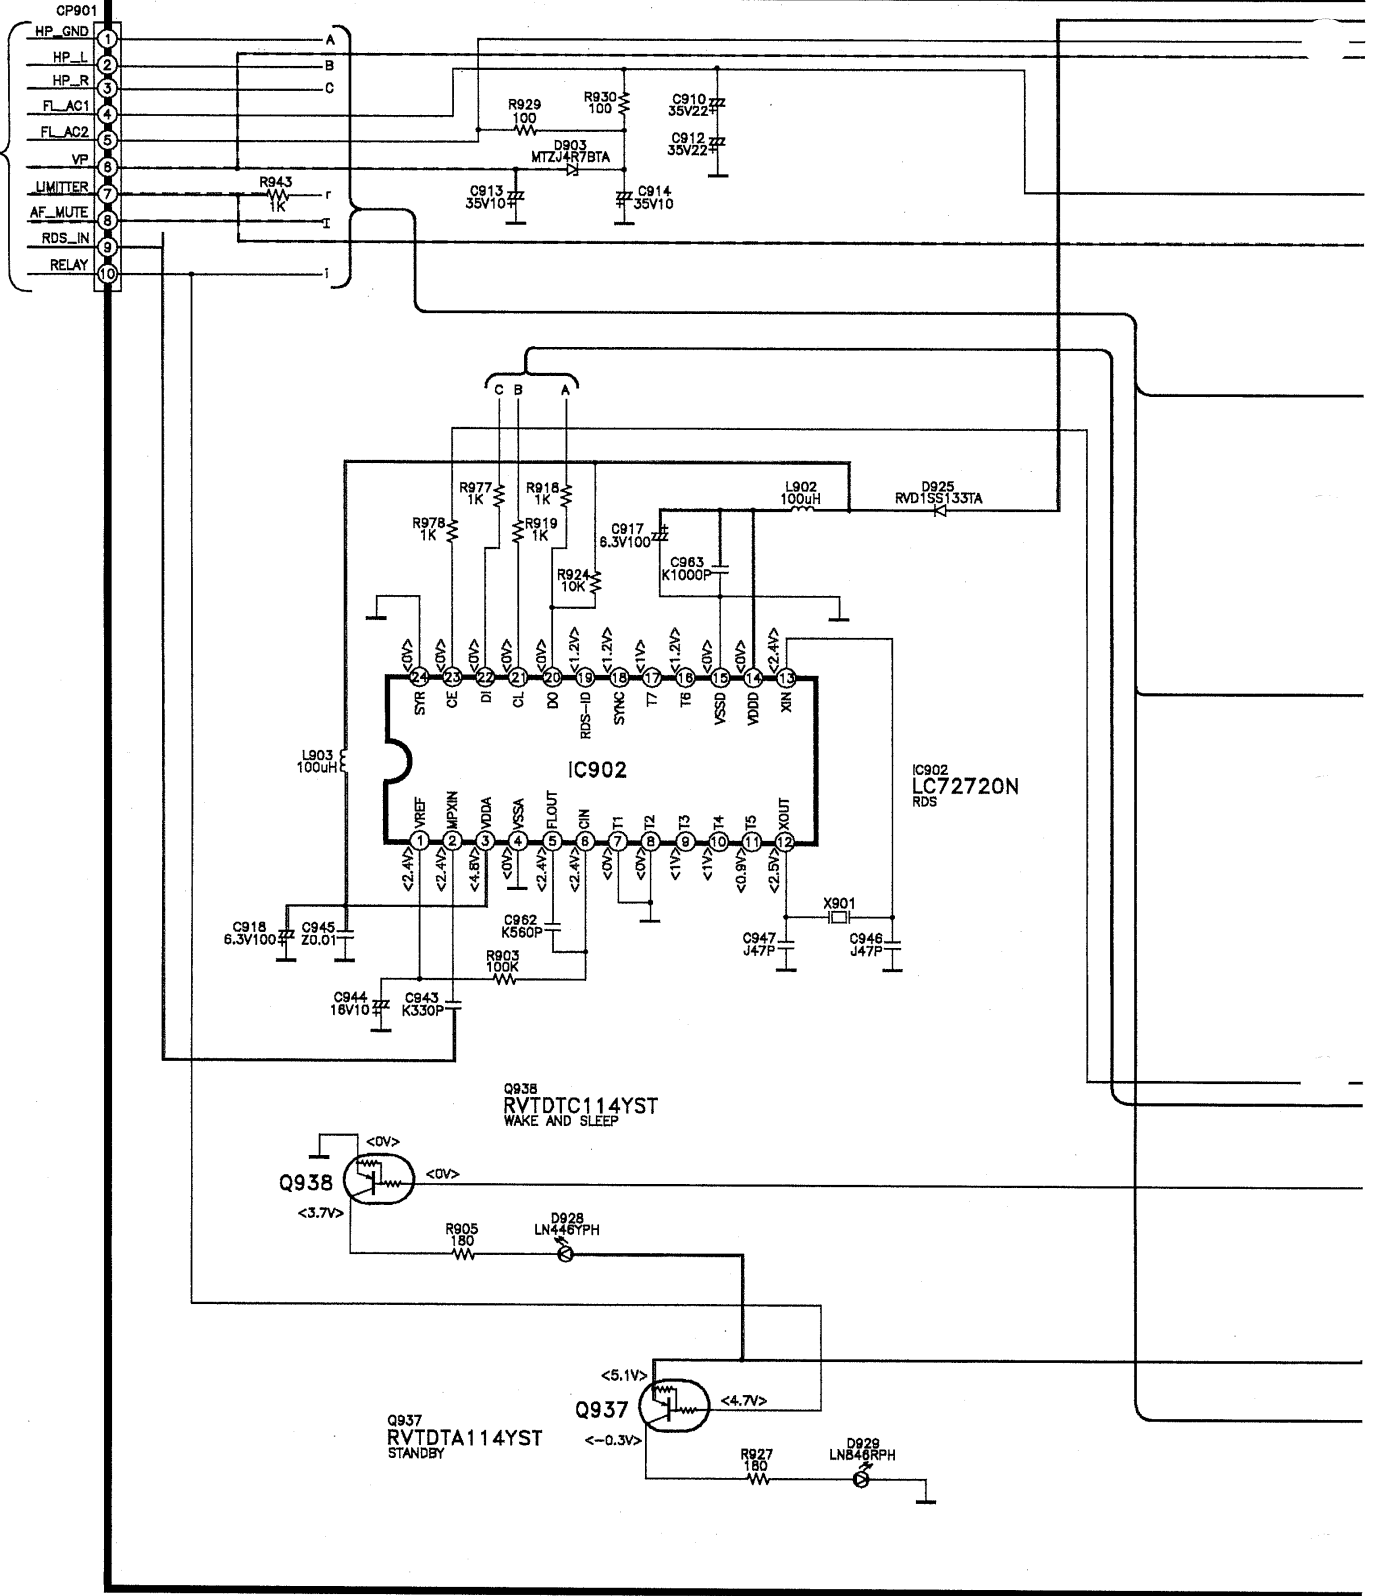 CP901
HP_GND 1 A
HP_L 2 B
HP_R 3 C
FL_AC1 4
FL_AC2 5
VP 6
LIMITTER 7 r
AF_MUTE 8 I
RDS_IN 9
RELAY 10 i
R943
1K
R929
100
R930
100
C910
35V22
C912
35V22
D903
MTZJ4R7BTA
C913
35V10
C914
35V10
C B A
R977
1K
R918
1K
R978
1K
R919
1K
R924
10K
L902
100uH
D925
RVD1SS133TA
C917
6.3V100
C963
K1000P
<0V> <0V> <0V> <0V> <0V> <1.2V> <1.2V> <1V> <1.2V> <0V> <0V> <2.4V>
24 23 22 21 20 19 18 17 16 15 14 13
SYR CE DI CL DO RDS-ID SYNC T7 T6 VSSD VDDD XIN
L903
100uH
IC902
IC902
LC72720N
RDS
VREF MPXIN VDDA VSSA FLOUT CIN T1 T2 T3 T4 T5 XOUT
1 2 3 4 5 6 7 8 9 10 11 12
<2.4V> <2.4V> <4.8V> <0V> <2.4V> <2.4V> <0V> <0V> <1V> <1V> <0.9V> <2.5V>
C918
6.3V100
C945
Z0.01
C962
K560P
X901
C947
J47P
C946
J47P
R903
100K
C944
16V10
C943
K330P
Q938
RVTDTC114YST
WAKE AND SLEEP
<0V>
Q938
<0V>
<3.7V>
R905
180
D928
LN446YPH
<5.1V>
Q937
<4.7V>
<-0.3V>
Q937
RVTDTA114YST
STANDBY
R927
180
D929
LN846RPH